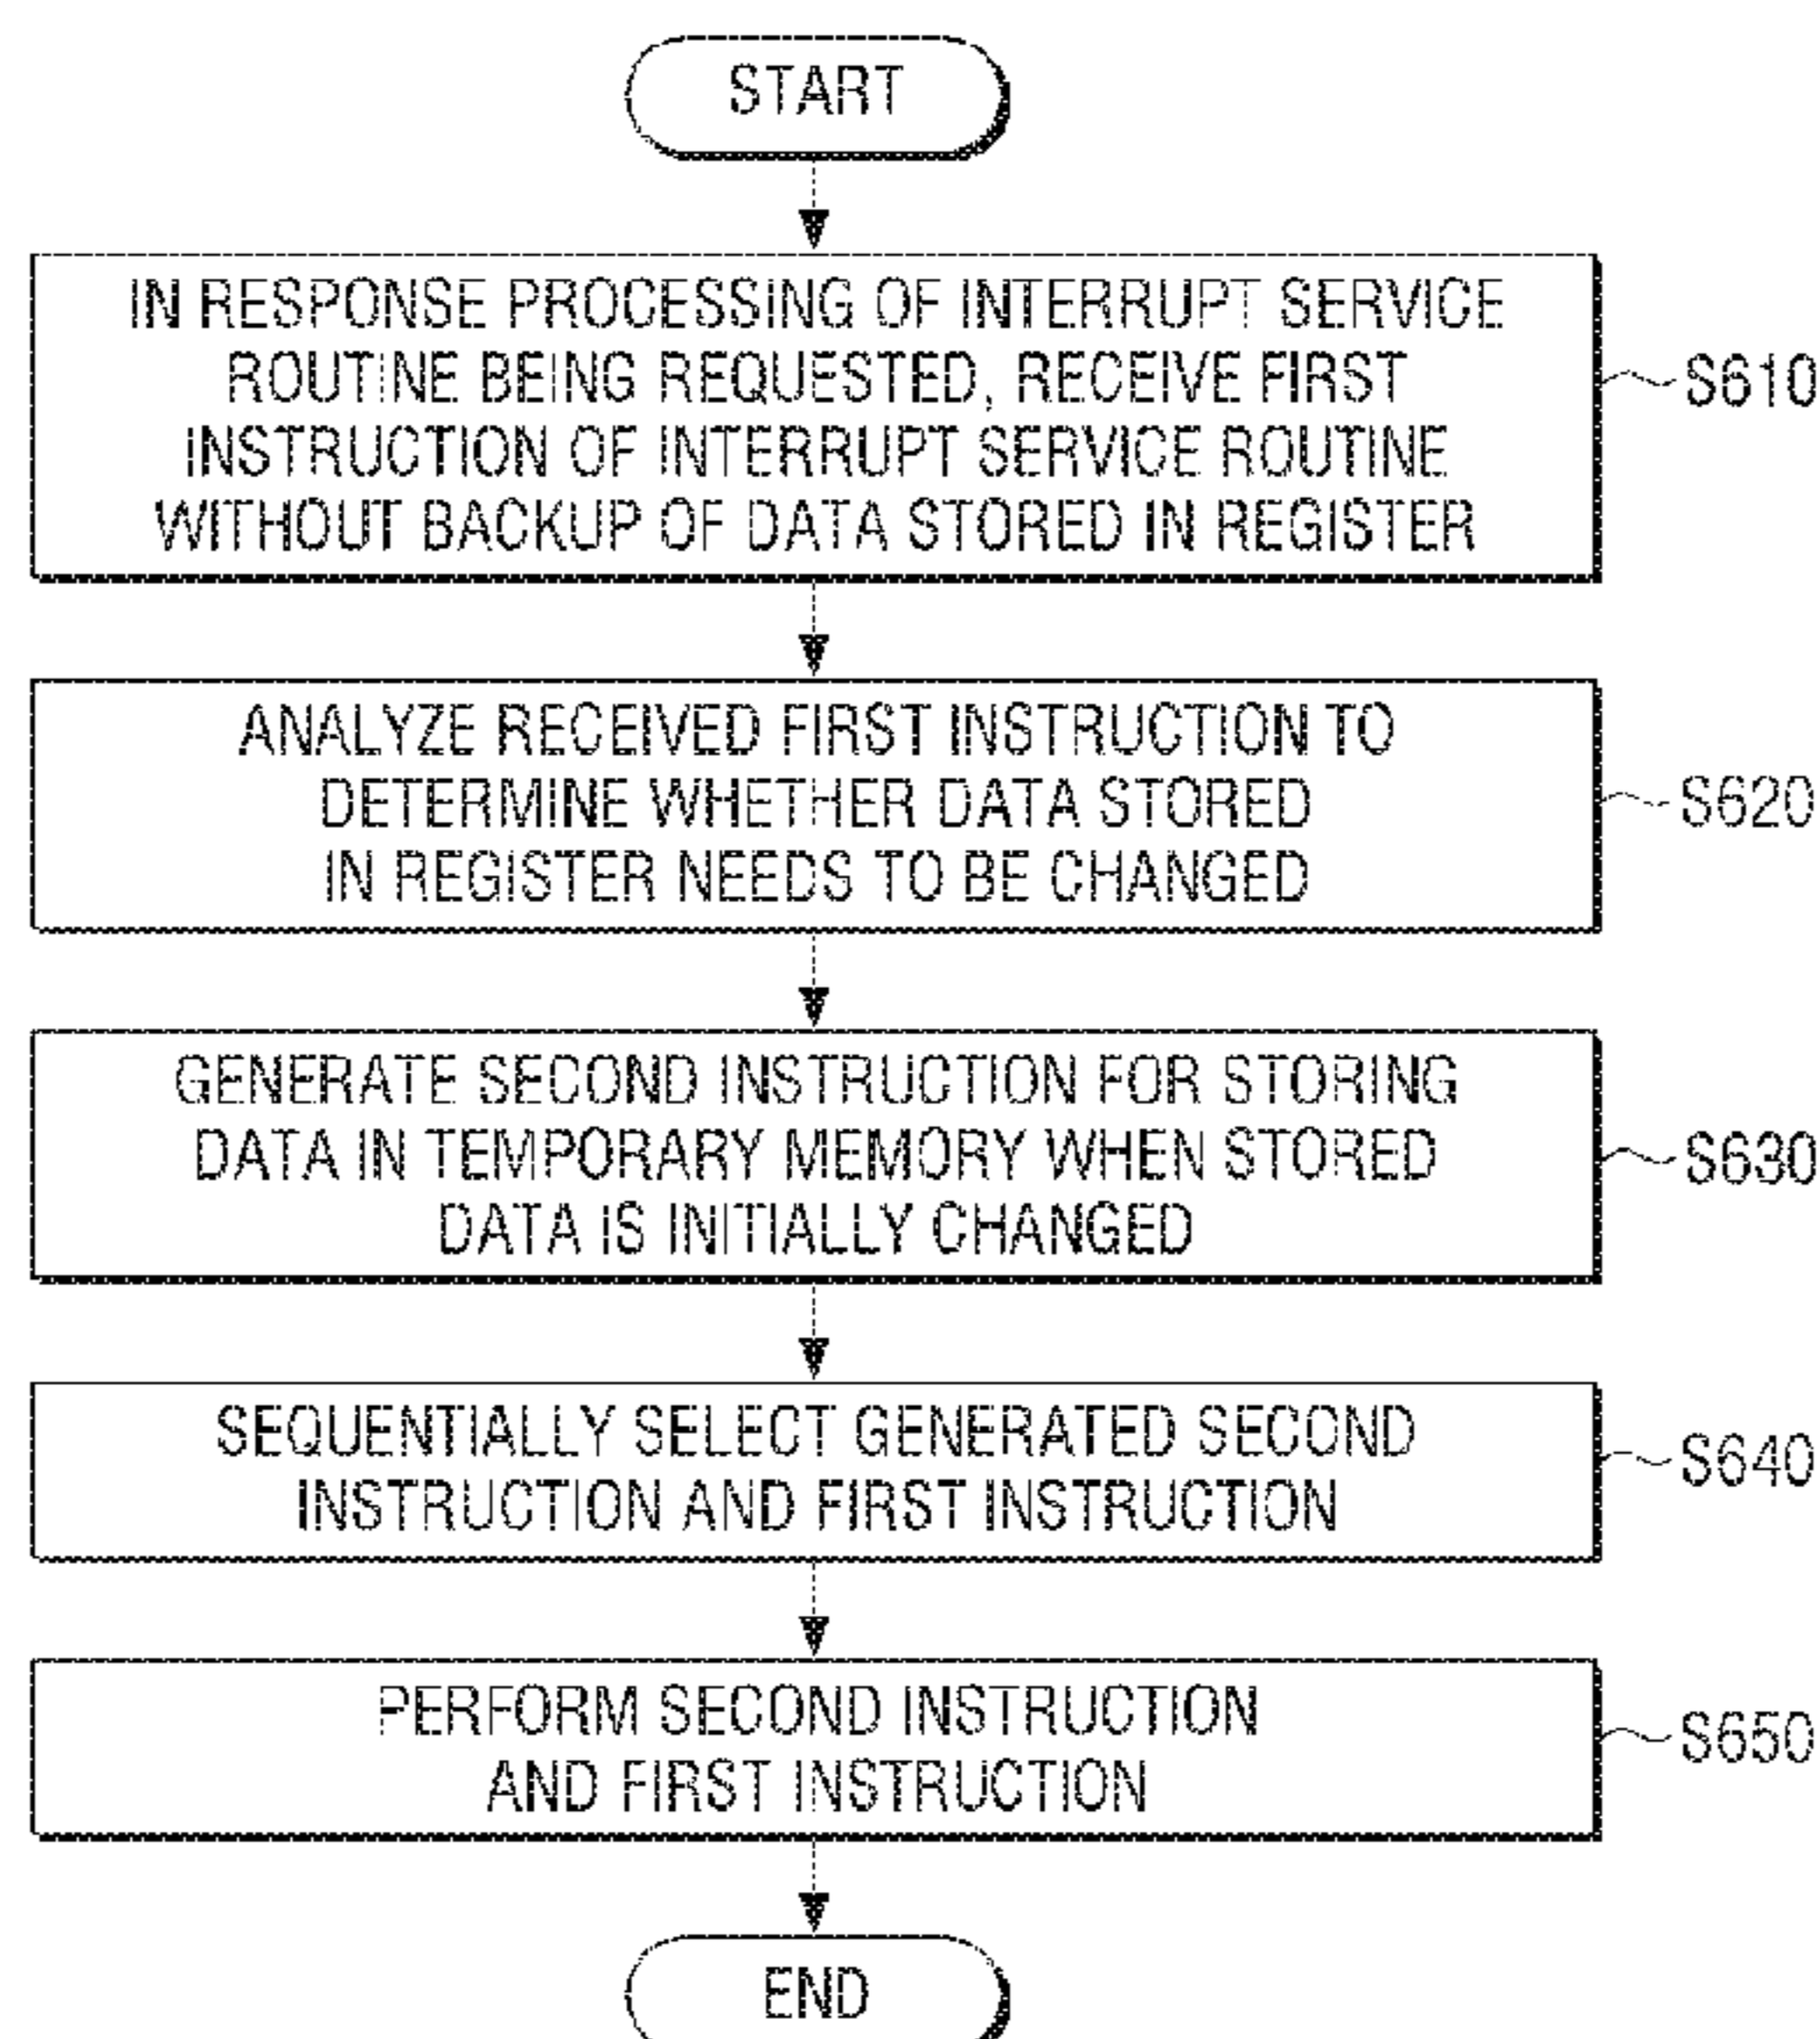 START
IN RESPONSE PROCESSING OF INTERRUPT SERVICE
ROUTINE BEING REQUESTED, RECEIVE FIRST
INSTRUCTION OF INTERRUPT SERVICE ROUTINE
WITHOUT BACKUP OF DATA STORED IN REGISTER
S610
ANALYZE RECEIVED FIRST INSTRUCTION TO
DETERMINE WHETHER DATA STORED
IN REGISTER NEEDS TO BE CHANGED
S620
GENERATE SECOND INSTRUCTION FOR STORING
DATA IN TEMPORARY MEMORY WHEN STORED
DATA IS INITIALLY CHANGED
S630
SEQUENTIALLY SELECT GENERATED SECOND
INSTRUCTION AND FIRST INSTRUCTION
S640
PERFORM SECOND INSTRUCTION
AND FIRST INSTRUCTION
S650
END